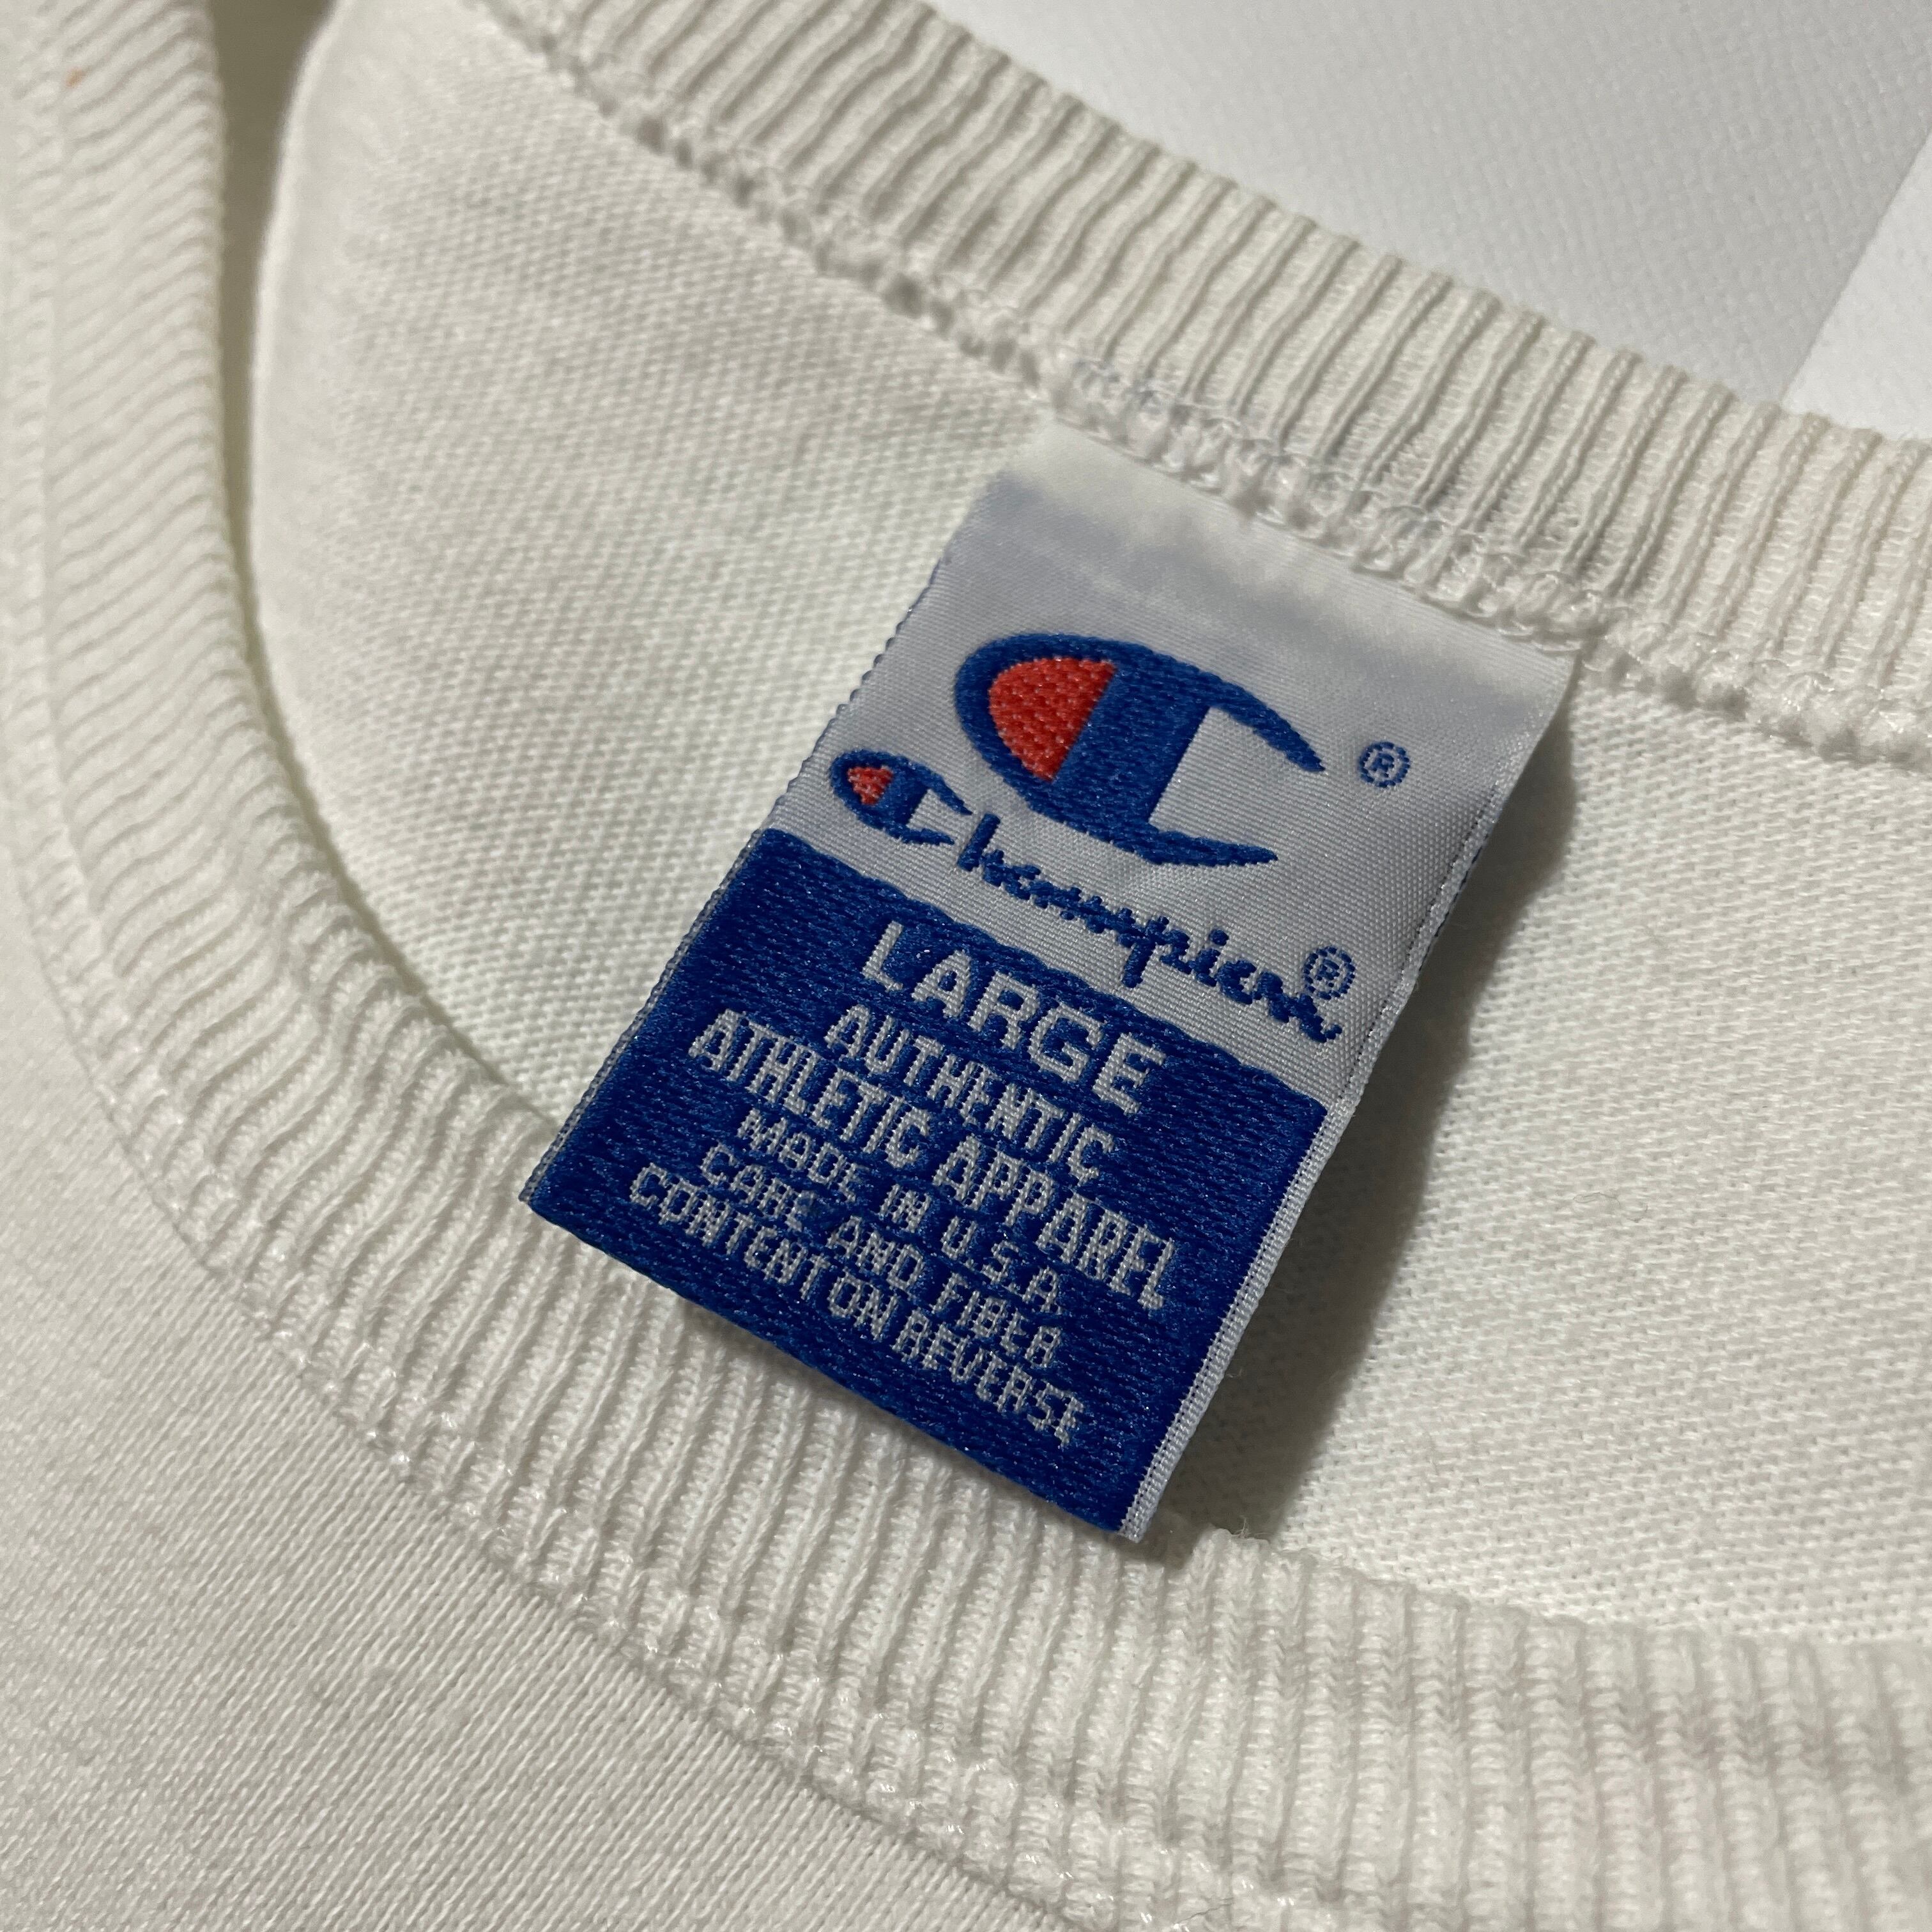 ®
Champion®
LARGE
AUTHENTIC
ATHLETIC APPAREL
MADE IN U.S.A.
CARE AND FIBER
CONTENT ON REVERSE